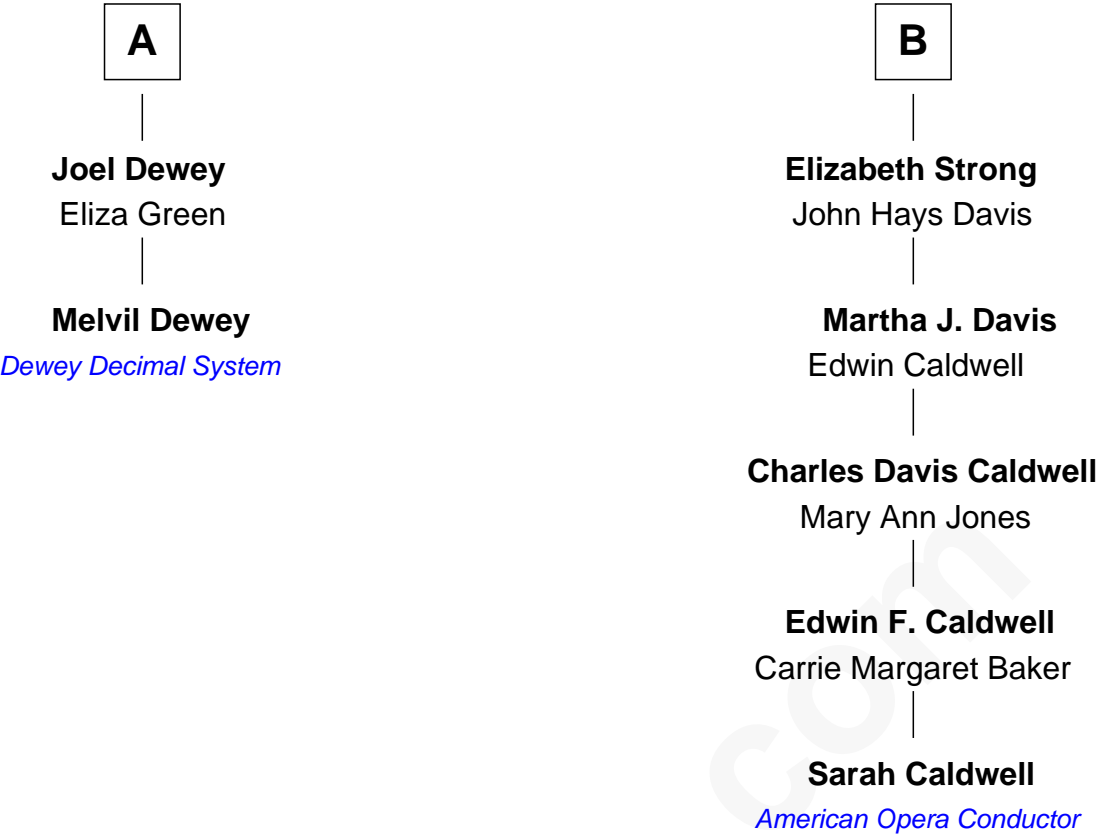 A
Joel Dewey
Eliza Green
Melvil Dewey
Dewey Decimal System
B
Elizabeth Strong
John Hays Davis
Martha J. Davis
Edwin Caldwell
Charles Davis Caldwell
Mary Ann Jones
Edwin F. Caldwell
Carrie Margaret Baker
Sarah Caldwell
American Opera Conductor
com